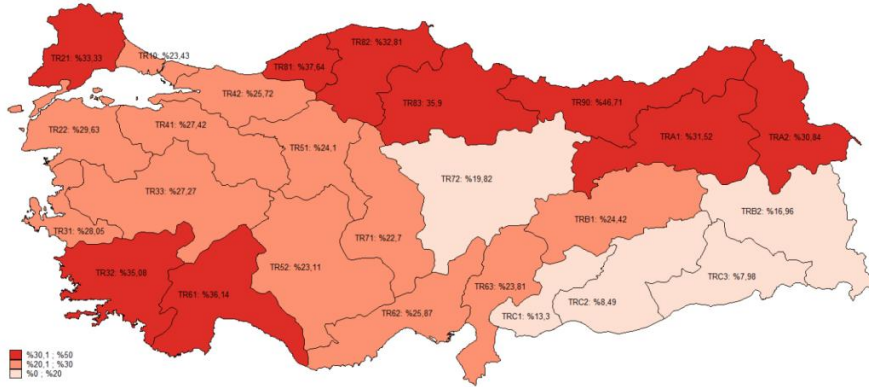 TR82: %32,81
TR21: %33,33
TR10: %23,43
TR81: %37,64
TR42: %25,72
TR83: 35,9
TR90: %46,71
TR22: %29,63
TR41: %27,42
TRA1: %31,52
TRA2: %30,84
TR51: %24,1
TR72: %19,82
TR33: %27,27
TRB2: %16,96
TRB1: %24,42
TR31: %28,05
TR71: %22,7
TR52: %23,11
TR32: %35,08
TRC3: %7,98
TR63: %23,81
TR61: %36,14
TRC2: %8,49
TR62: %25,87
TRC1: %13,3
%30,1 ; %50
%20,1 ; %30
%0 ; %20